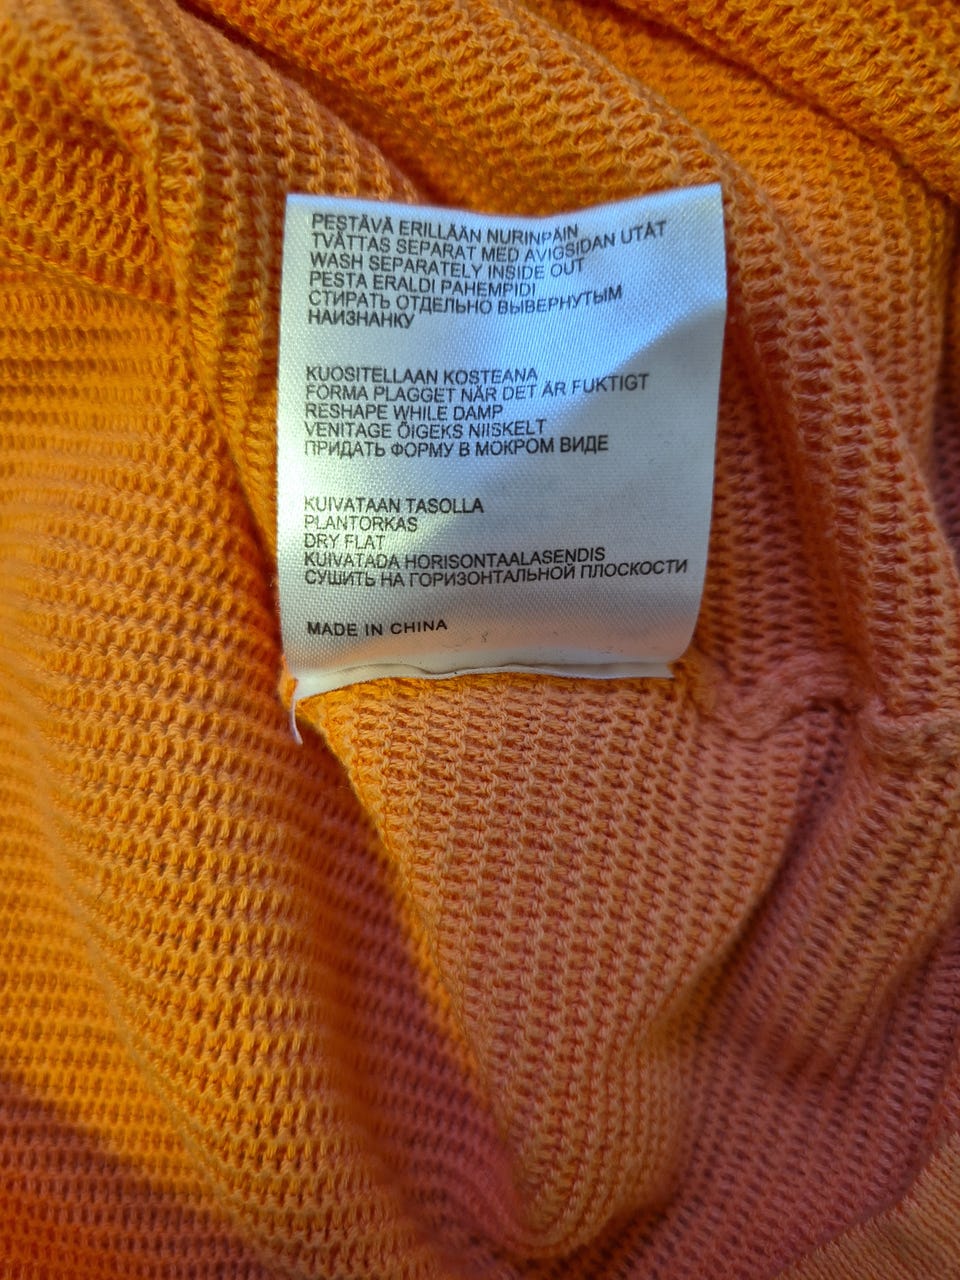 PESTÄVÄ ERILLÄÄN NURINPÄIN
TVÄTTAS SEPARAT MED AVIGSIDAN UTÅT
WASH SEPARATELY INSIDE OUT
PESTA ERALDI PAHEMPIDI
СТИРАТЬ ОТДЕЛЬНО ВЫВЕРНУТЫМ
НАИЗНАНКУ
KUOSITELLAAN KOSTEANA
FORMA PLAGGET NÄR DET ÄR FUKTIGT
RESHAPE WHILE DAMP
VENITAGE ÕIGEKS NIISKELT
ПРИДАТЬ ФОРМУ В МОКРОМ ВИДЕ
KUIVATAAN TASOLLA
PLANTORKAS
DRY FLAT
KUIVATADA HORISONTAALASENDIS
СУШИТЬ НА ГОРИЗОНТАЛЬНОЙ ПЛОСКОСТИ
MADE IN CHINA